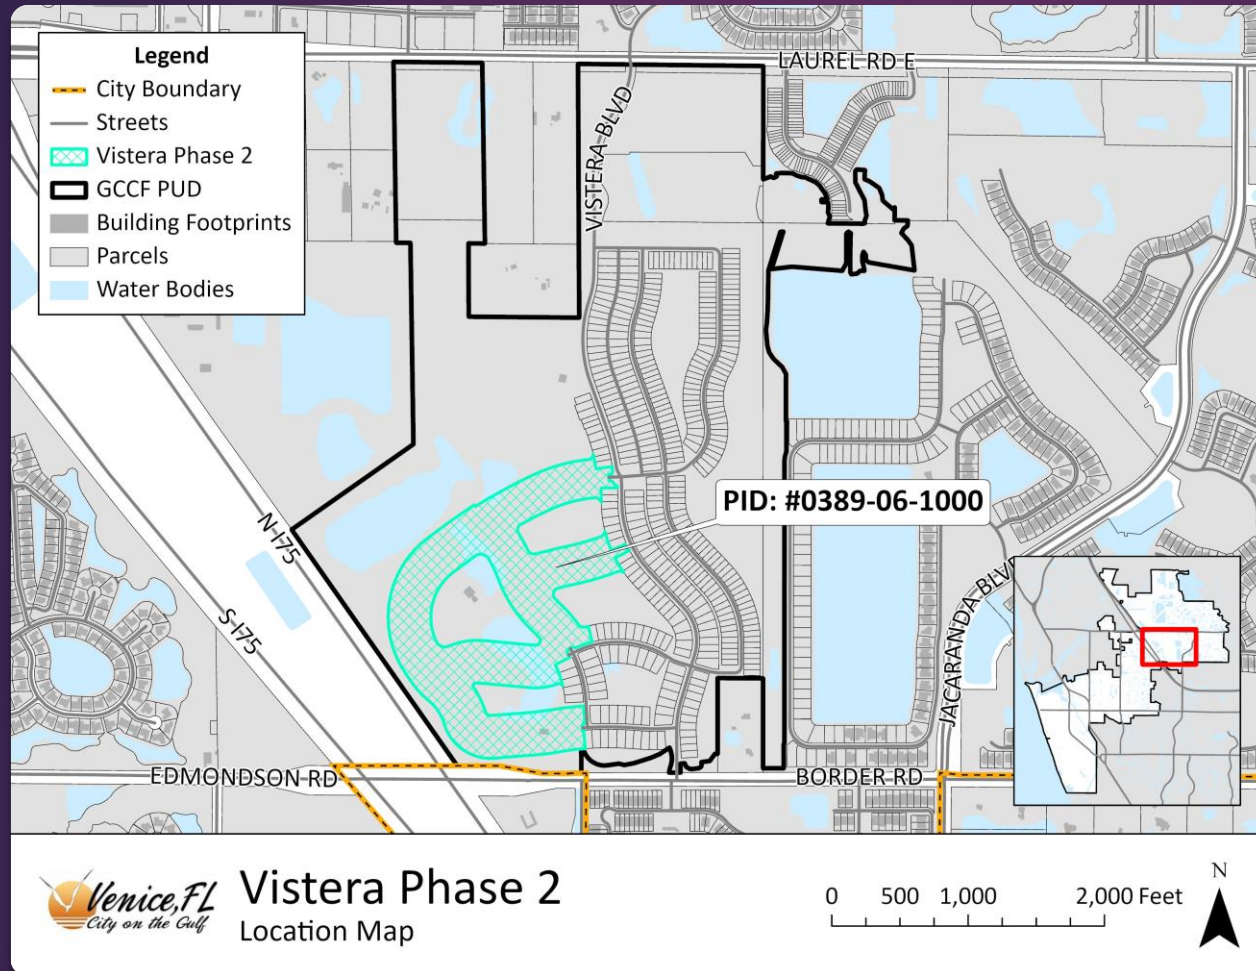 Legend
City Boundary
Streets
Vistera Phase 2
GCCF PUD
Building Footprints
Parcels
Water Bodies
LAUREL RD E
VISTERA BLVD
PID: #0389-06-1000
N I75
S I75
JACARANDA BLVD
EDMONDSON RD
BORDER RD
Venice, FL
City on the Gulf
Vistera Phase 2
Location Map
0 500 1,000 2,000 Feet
N